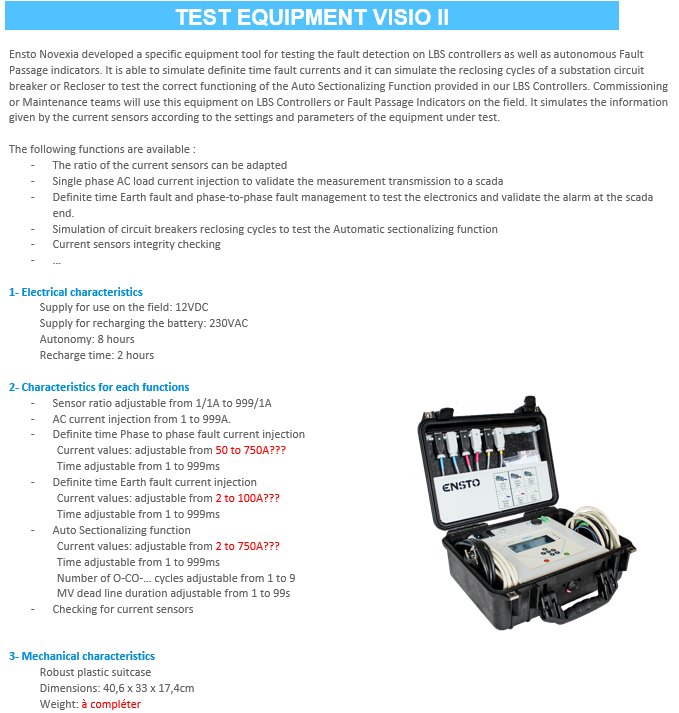 TEST EQUIPMENT VISIO II
Ensto Novexia developed a specific equipment tool for testing the fault detection on LBS controllers as well as autonomous Fault
Passage indicators. It is able to simulate definite time fault currents and it can simulate the reclosing cycles of a substation circuit
breaker or Recloser to test the correct functioning of the Auto Sectionalizing Function provided in our LBS Controllers. Commissioning
or Maintenance teams will use this equipment on LBS Controllers or Fault Passage Indicators on the field. It simulates the information
given by the current sensors according to the settings and parameters of the equipment under test.
The following functions are available :
- The ratio of the current sensors can be adapted
- Single phase AC load current injection to validate the measurement transmission to a scada
- Definite time Earth fault and phase-to-phase fault management to test the electronics and validate the alarm at the scada
end.
- Simulation of circuit breakers reclosing cycles to test the Automatic sectionalizing function
- Current sensors integrity checking
- ...
1- Electrical characteristics
Supply for use on the field: 12VDC
Supply for recharging the battery: 230VAC
Autonomy: 8 hours
Recharge time: 2 hours
2- Characteristics for each functions
- Sensor ratio adjustable from 1/1A to 999/1A
- AC current injection from 1 to 999A.
- Definite time Phase to phase fault current injection
Current values: adjustable from 50 to 750A???
Time adjustable from 1 to 999ms
- Definite time Earth fault current injection
Current values: adjustable from 2 to 100A???
Time adjustable from 1 to 999ms
- Auto Sectionalizing function
Current values: adjustable from 2 to 750A???
Time adjustable from 1 to 999ms
Number of O-CO-... cycles adjustable from 1 to 9
MV dead line duration adjustable from 1 to 99s
- Checking for current sensors
ENSTO
3- Mechanical characteristics
Robust plastic suitcase
Dimensions: 40,6 x 33 x 17,4cm
Weight: à compléter